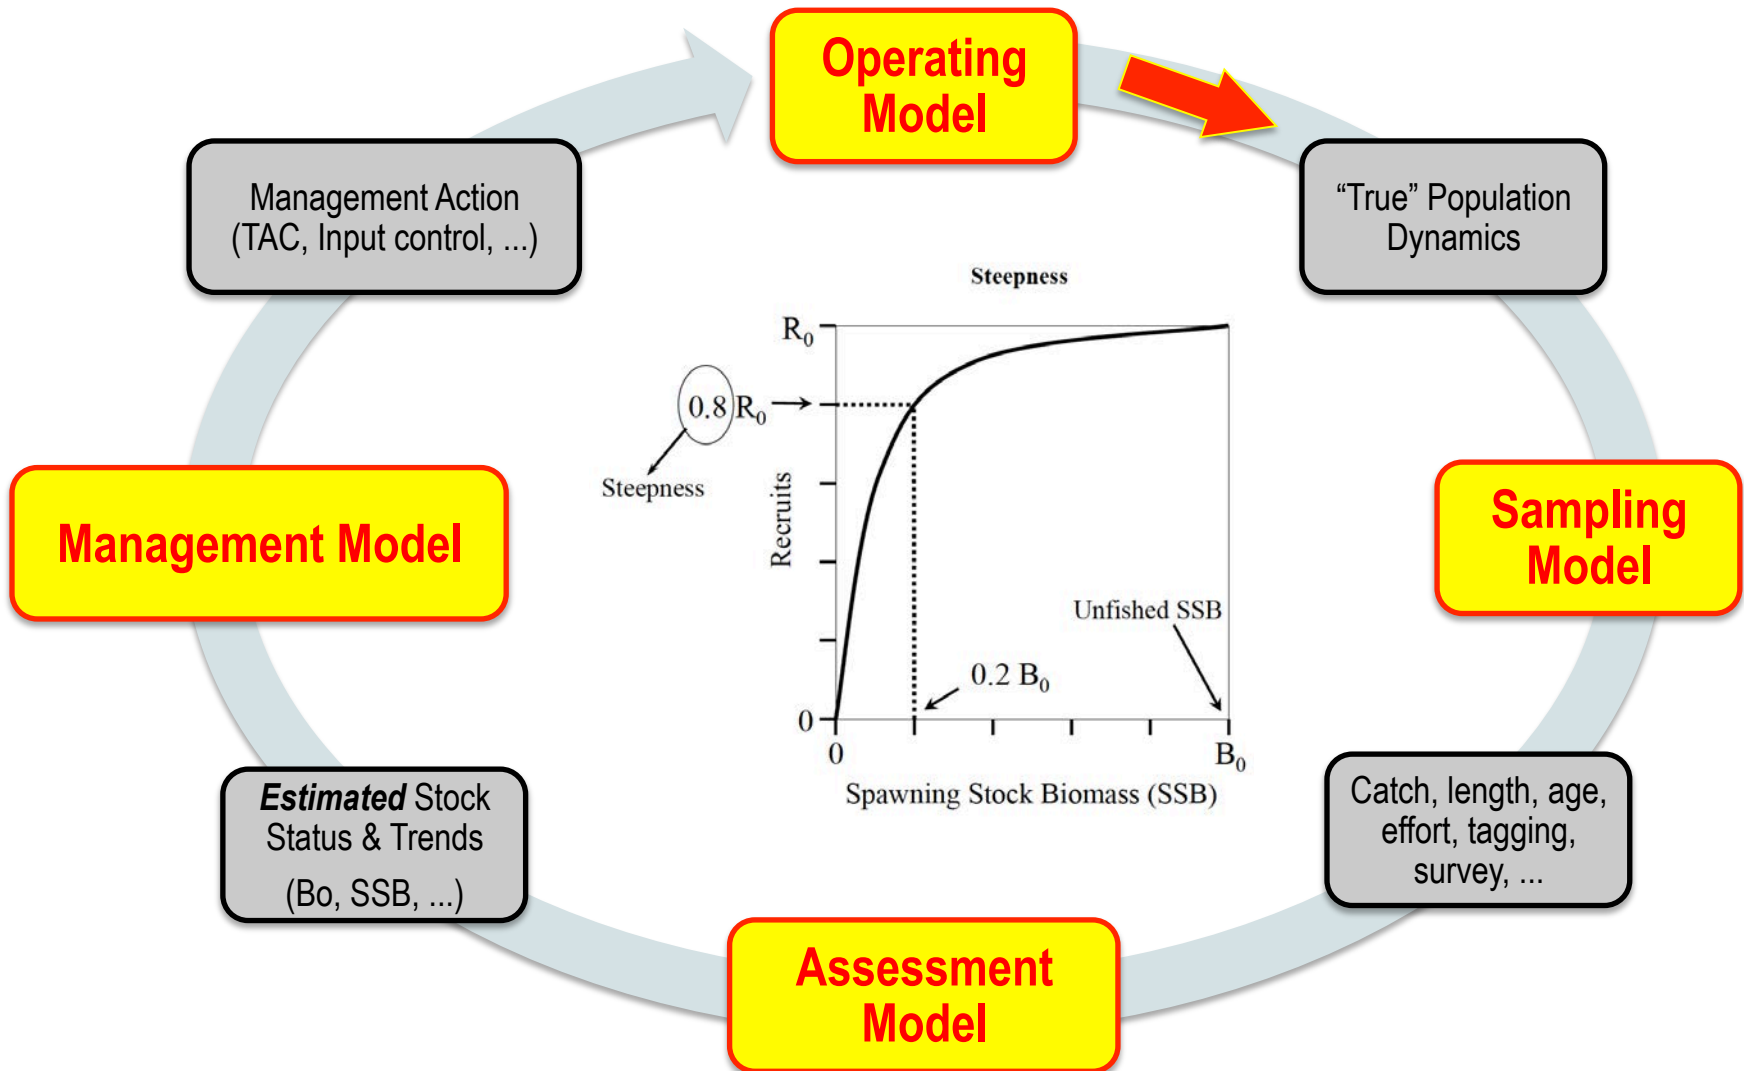 Operating
Model
“True” Population
Dynamics
Sampling
Model
Catch, length, age,
effort, tagging,
survey, ...
Assessment
Model
Estimated Stock
Status & Trends
(Bo, SSB, ...)
Management Model
Management Action
(TAC, Input control, ...)
Steepness
R0
0.8 R0
Steepness
Recruits
Unfished SSB
0.2 B0
0
0
B0
Spawning Stock Biomass (SSB)